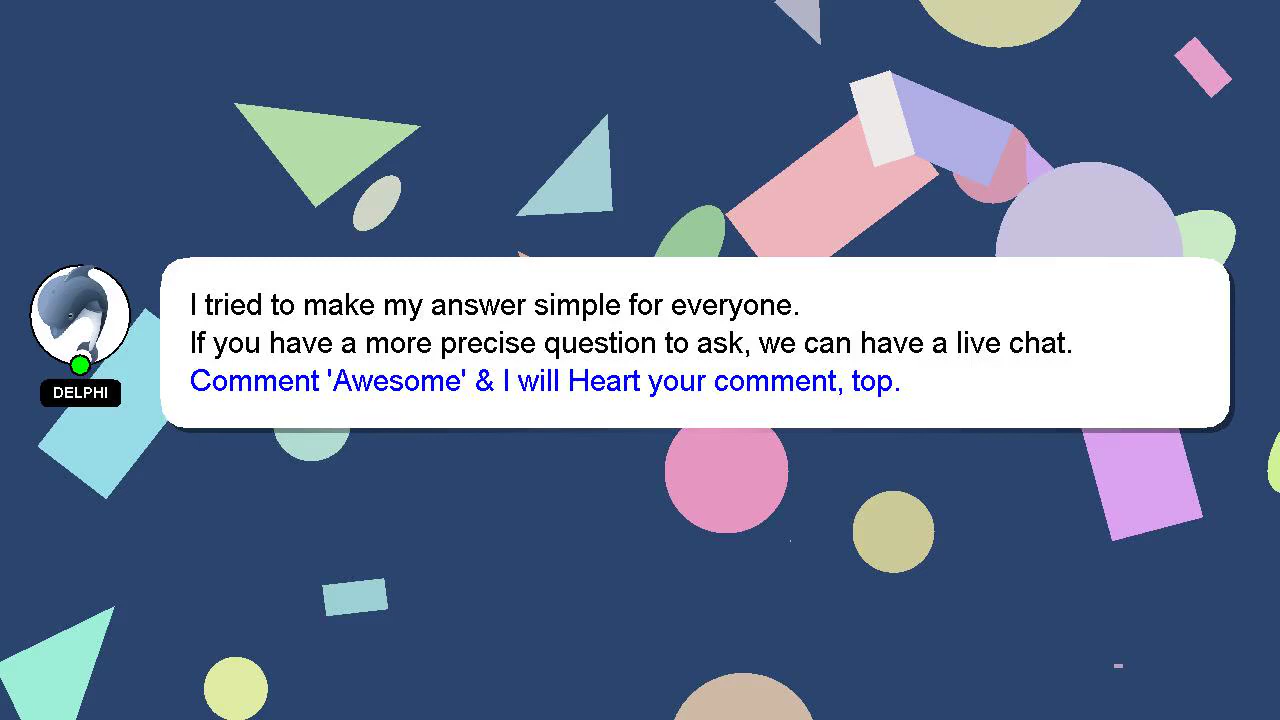 I tried to make my answer simple for everyone.
If you have a more precise question to ask, we can have a live chat.
Comment 'Awesome' & I will Heart your comment, top.
DELPHI